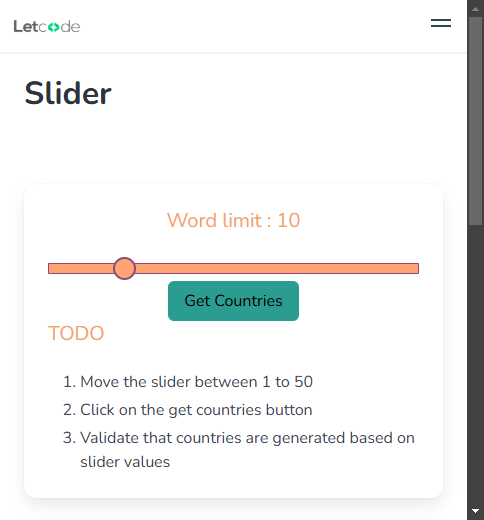 Letcode
Slider
Word limit : 10
Get Countries
TODO
1. Move the slider between 1 to 50
2. Click on the get countries button
3. Validate that countries are generated based on
slider values